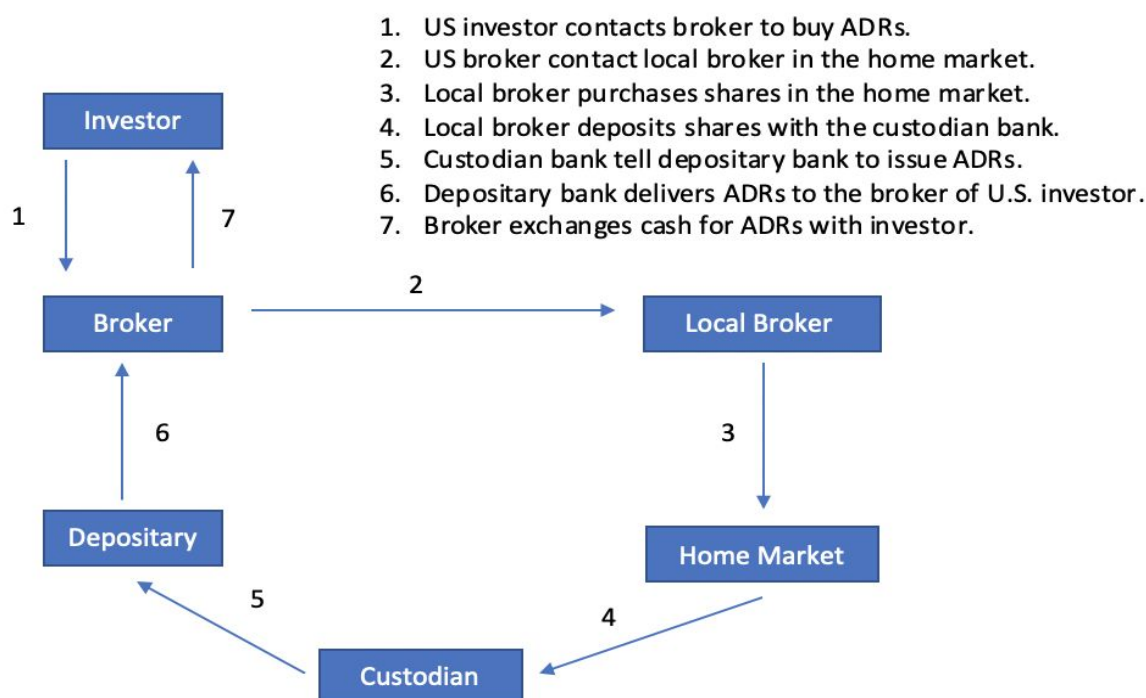 1. US investor contacts broker to buy ADRs.
2. US broker contact local broker in the home market.
3. Local broker purchases shares in the home market.
4. Local broker deposits shares with the custodian bank.
5. Custodian bank tell depositary bank to issue ADRs.
6. Depositary bank delivers ADRs to the broker of U.S. investor.
7. Broker exchanges cash for ADRs with investor.
Investor
1
7
2
Broker
Local Broker
6
3
Depositary
Home Market
5
4
Custodian